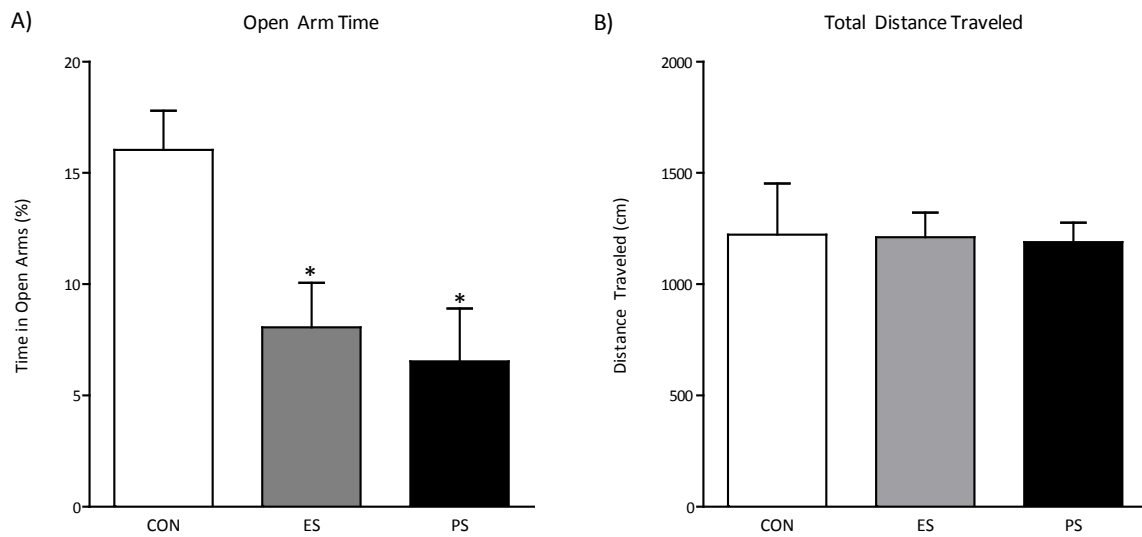 A)
Open Arm Time
Time in Open Arms (%)
20
15
10
5
0
*
*
CON
ES
PS
B)
Total Distance Traveled
Distance Traveled (cm)
2000
1500
1000
500
0
CON
ES
PS